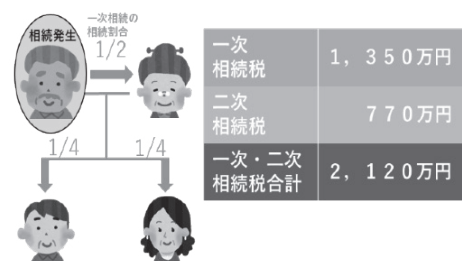 一次相続の
相続割合
相続発生
1/2
1/4
1/4
一次
相続税
1,350万円
二次
相続税
770万円
一次・二次
相続税合計
2,120万円